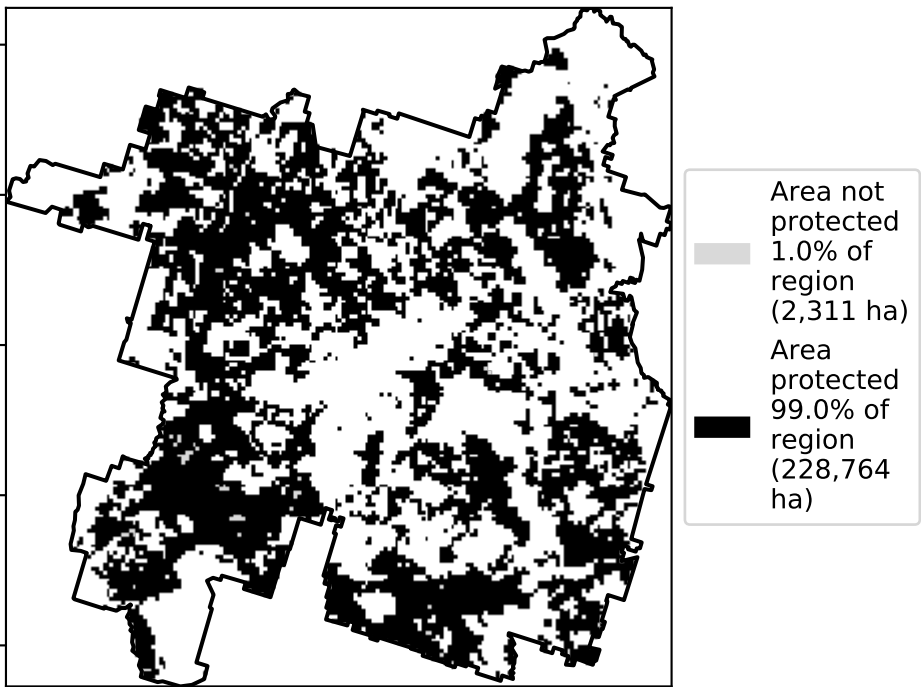 Area not
protected
1.0% of
region
(2,311 ha)
Area
protected
99.0% of
region
(228,764
ha)